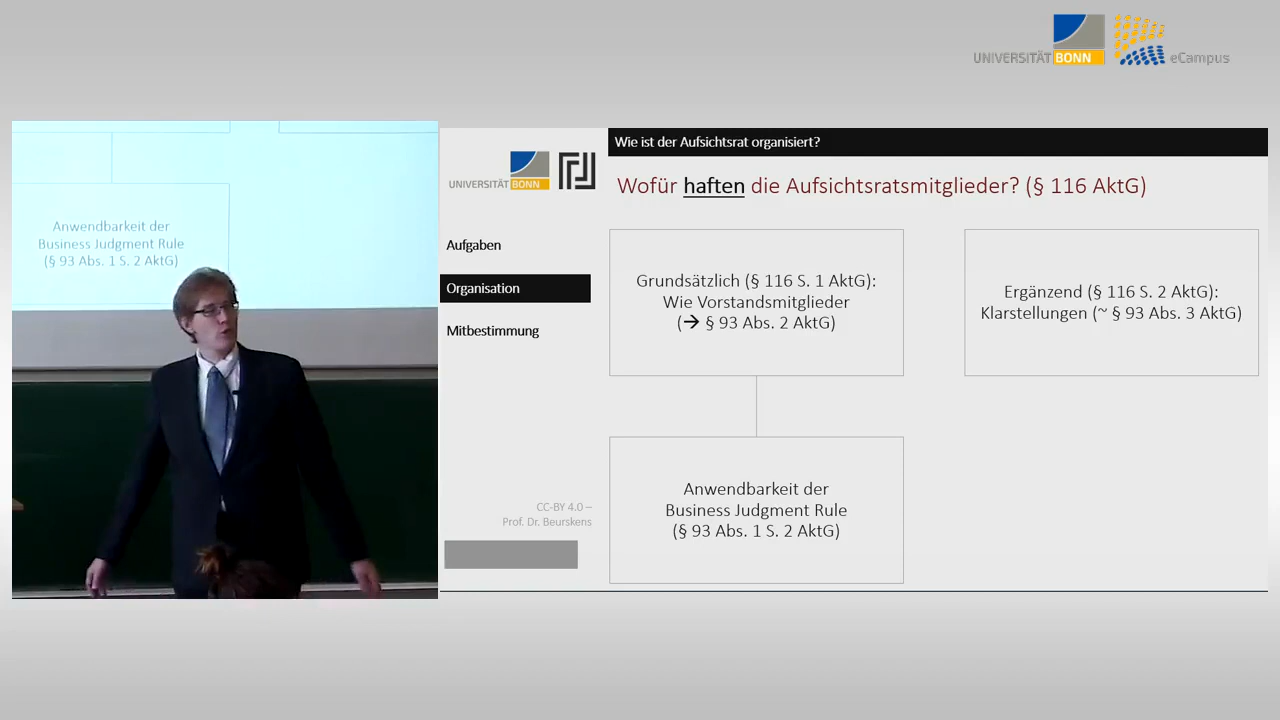 UNIVERSITÄT BONN
eCampus
Anwendbarkeit der
Business Judgment Rule
(§ 93 Abs. 1 S. 2 AktG)
UNIVERSITÄT BONN
Wie ist der Aufsichtsrat organisiert?
Wofür haften die Aufsichtsratsmitglieder? (§ 116 AktG)
Aufgaben
Organisation
Mitbestimmung
Grundsätzlich (§ 116 S. 1 AktG):
Wie Vorstandsmitglieder
(→ § 93 Abs. 2 AktG)
Ergänzend (§ 116 S. 2 AktG):
Klarstellungen (~ § 93 Abs. 3 AktG)
Anwendbarkeit der
Business Judgment Rule
(§ 93 Abs. 1 S. 2 AktG)
CC-BY 4.0 –
Prof. Dr. Beurskens